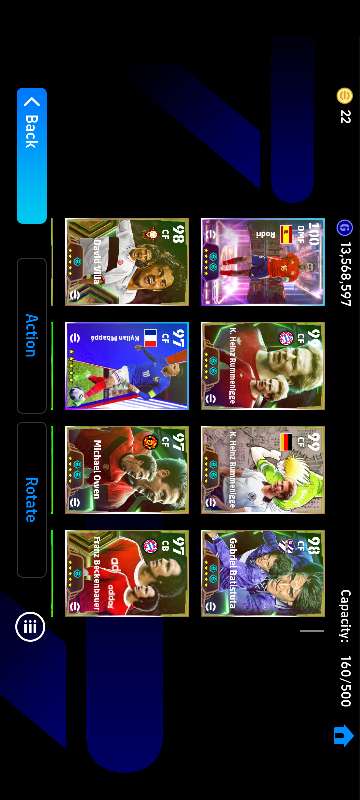 22
13,568,597
Capacity: 160/500
100
DMF
Rodri
9
CF
K. Heinz Rummenigge
99
CF
K. Heinz Rummenigge
98
CF
Gabriel Batistuta
98
CF
David Villa
97
CF
Kylian Mbappé
97
CF
Michael Owen
97
CB
Franz Beckenbauer
Back
Action
Rotate